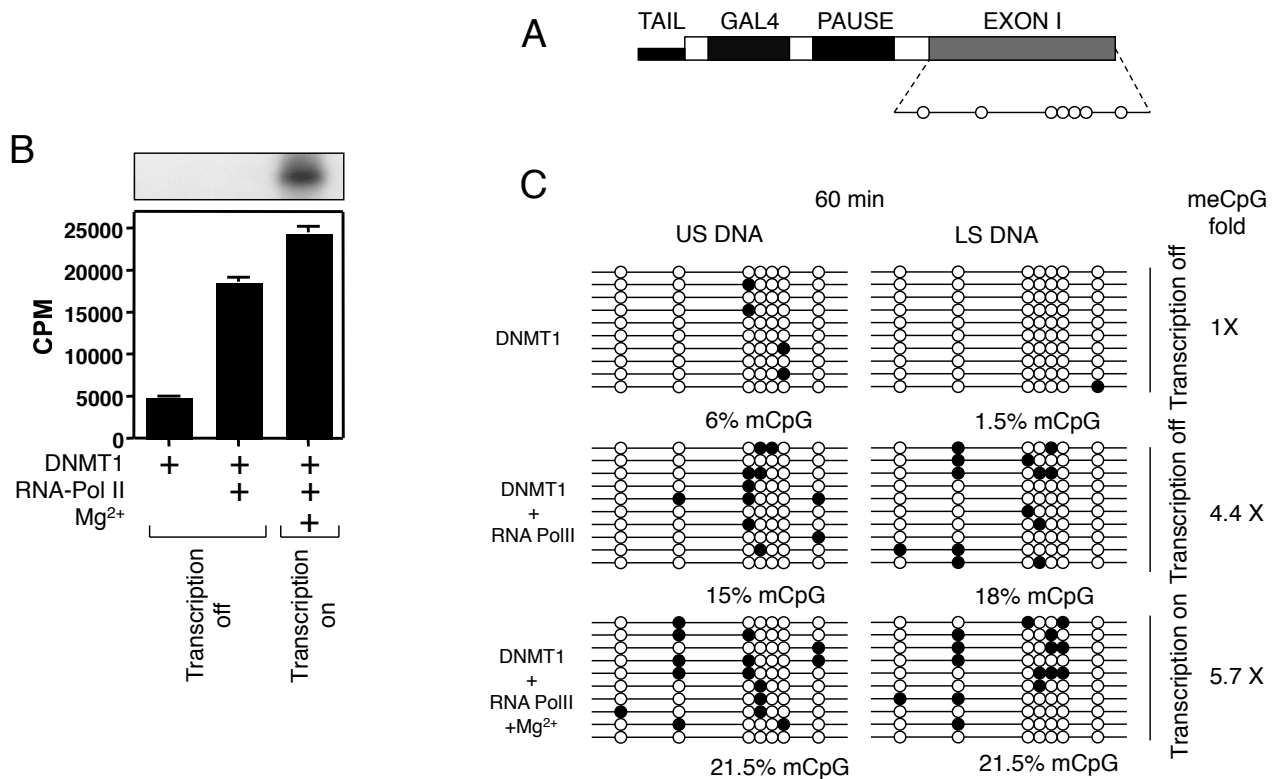 A
TAIL GAL4 PAUSE EXON I
B
CPM
25000
20000
15000
10000
5000
0
DNMT1 + + +
RNA-Pol II + +
Mg²⁺ +
Transcription off
Transcription on
C
60 min
meCpG fold
US DNA LS DNA
DNMT1
6% mCpG
1.5% mCpG
Transcription off
1X
DNMT1
+
RNA PolII
15% mCpG
18% mCpG
Transcription off
4.4 X
DNMT1
+
RNA PolII
+Mg²⁺
21.5% mCpG
21.5% mCpG
Transcription on
5.7 X